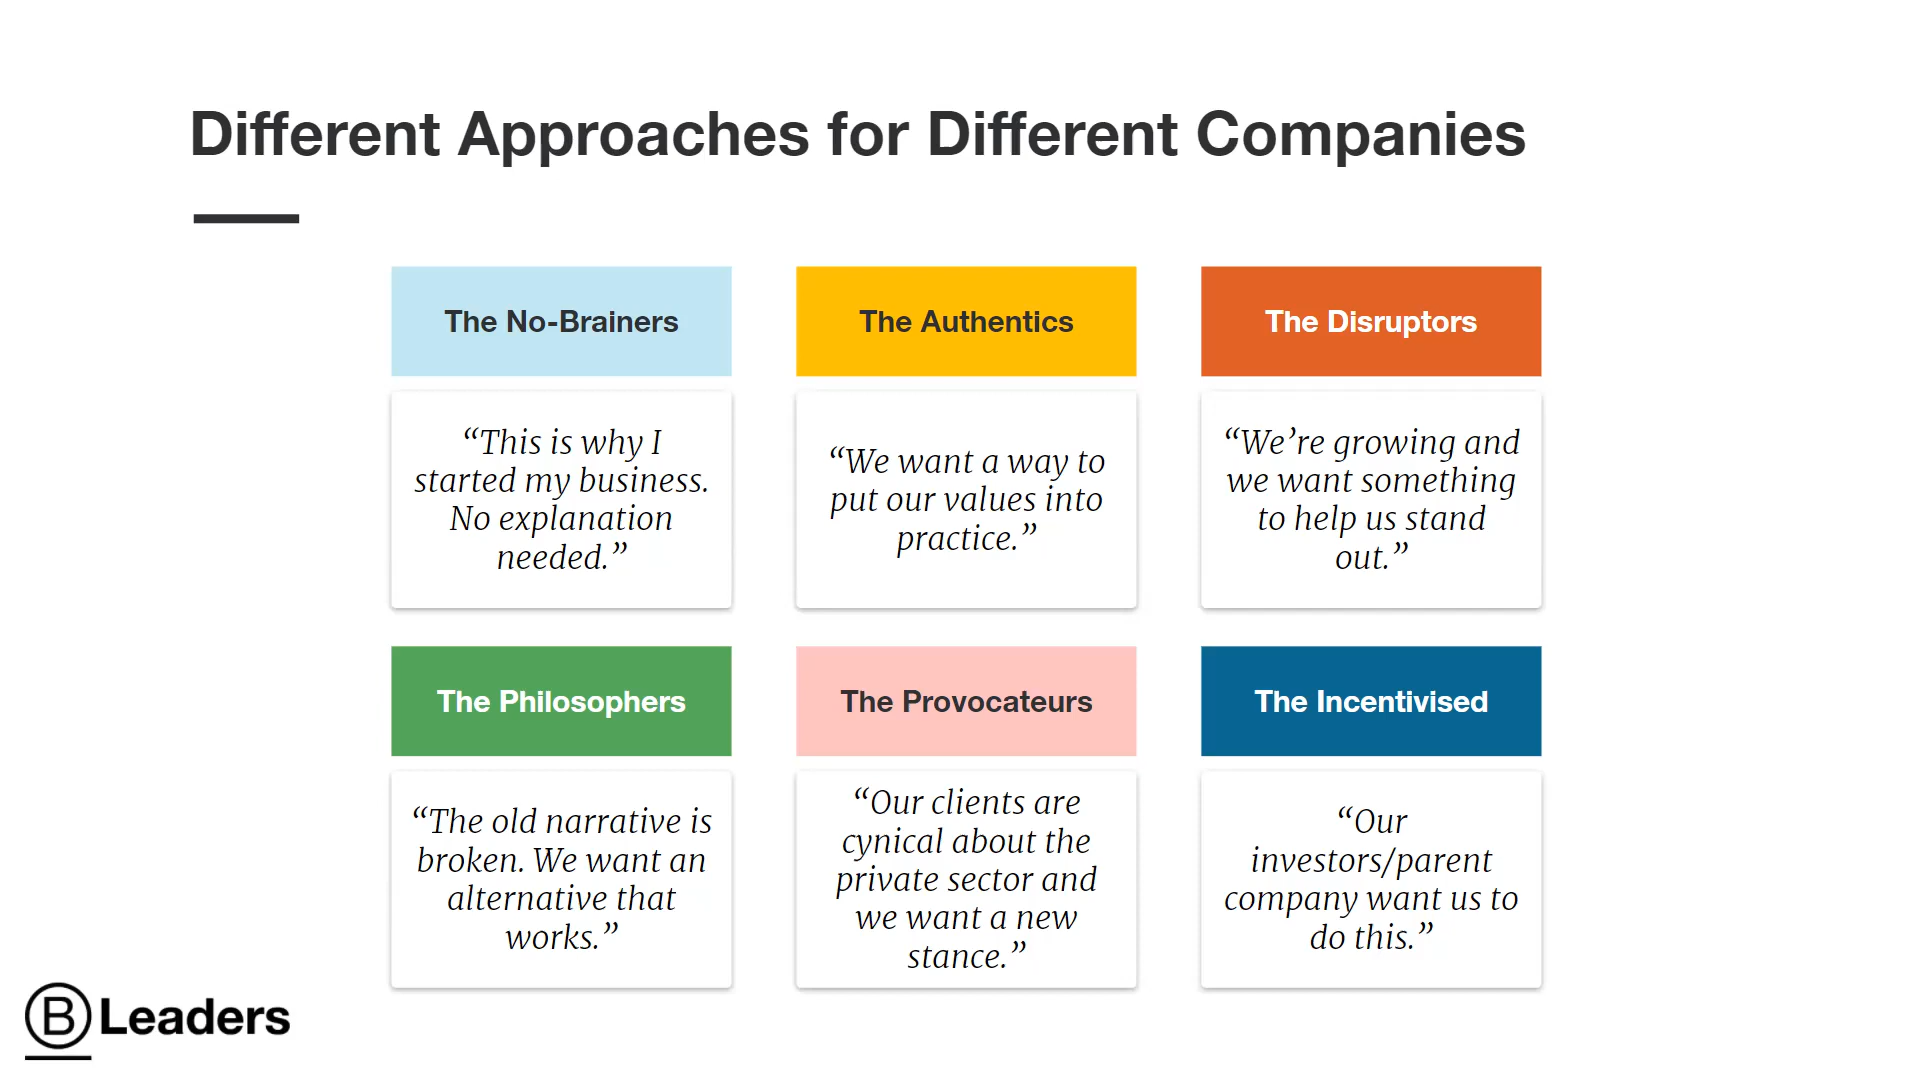 Different Approaches for Different Companies
The No-Brainers
“This is why I
started my business.
No explanation
needed.”
The Authentics
“We want a way to
put our values into
practice.”
The Disruptors
“We’re growing and
we want something
to help us stand
out.”
The Philosophers
“The old narrative is
broken. We want an
alternative that
works.”
The Provocateurs
“Our clients are
cynical about the
private sector and
we want a new
stance.”
The Incentivised
“Our
investors/parent
company want us to
do this.”
B Leaders